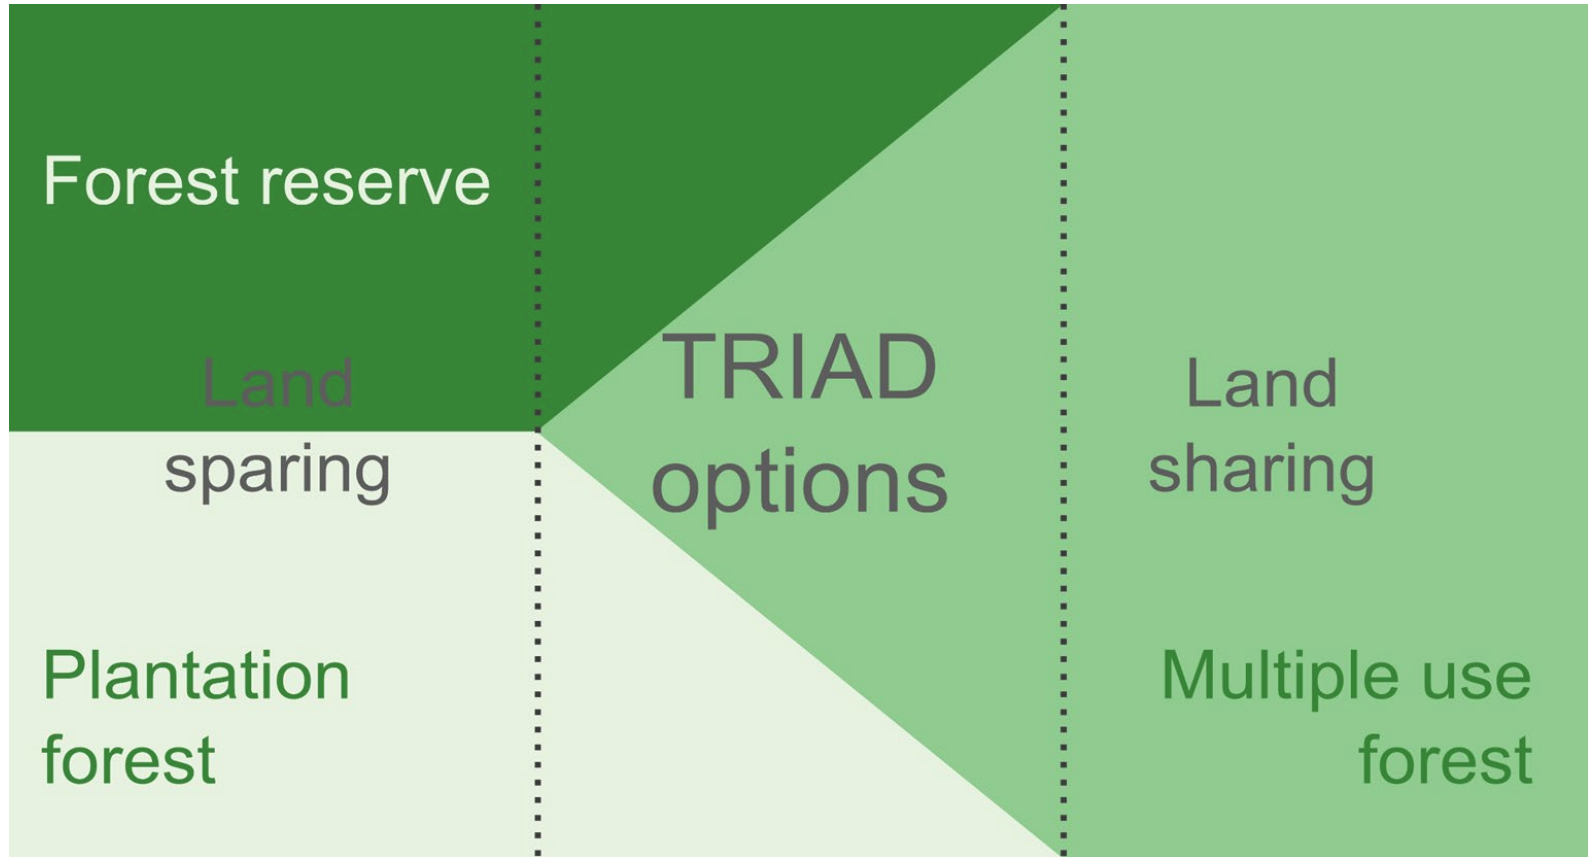 Forest reserve
Land
sparing
TRIAD
options
Land
sharing
Plantation
forest
Multiple use
forest